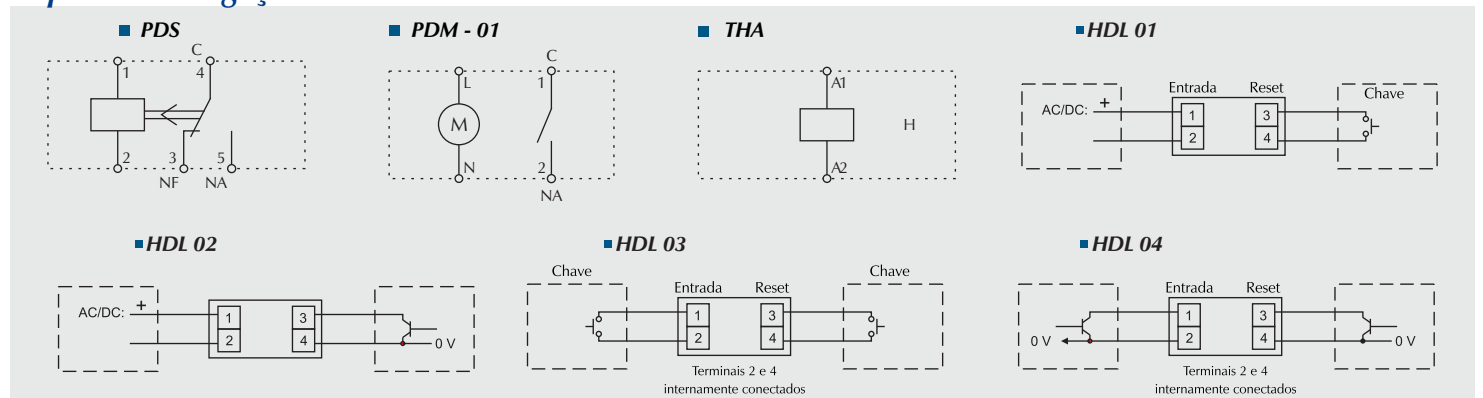 PDS
C
1
4
2
3
5
NF
NA
PDM - 01
C
L
1
M
N
2
NA
THA
A1
H
A2
HDL 01
Entrada
Reset
Chave
AC/DC: +
1
3
2
4
HDL 02
AC/DC: +
1
3
2
4
0 V
HDL 03
Chave
Chave
Entrada
Reset
1
3
2
4
Terminais 2 e 4
internamente conectados
HDL 04
Entrada
Reset
1
3
0 V
2
4
0 V
Terminais 2 e 4
internamente conectados